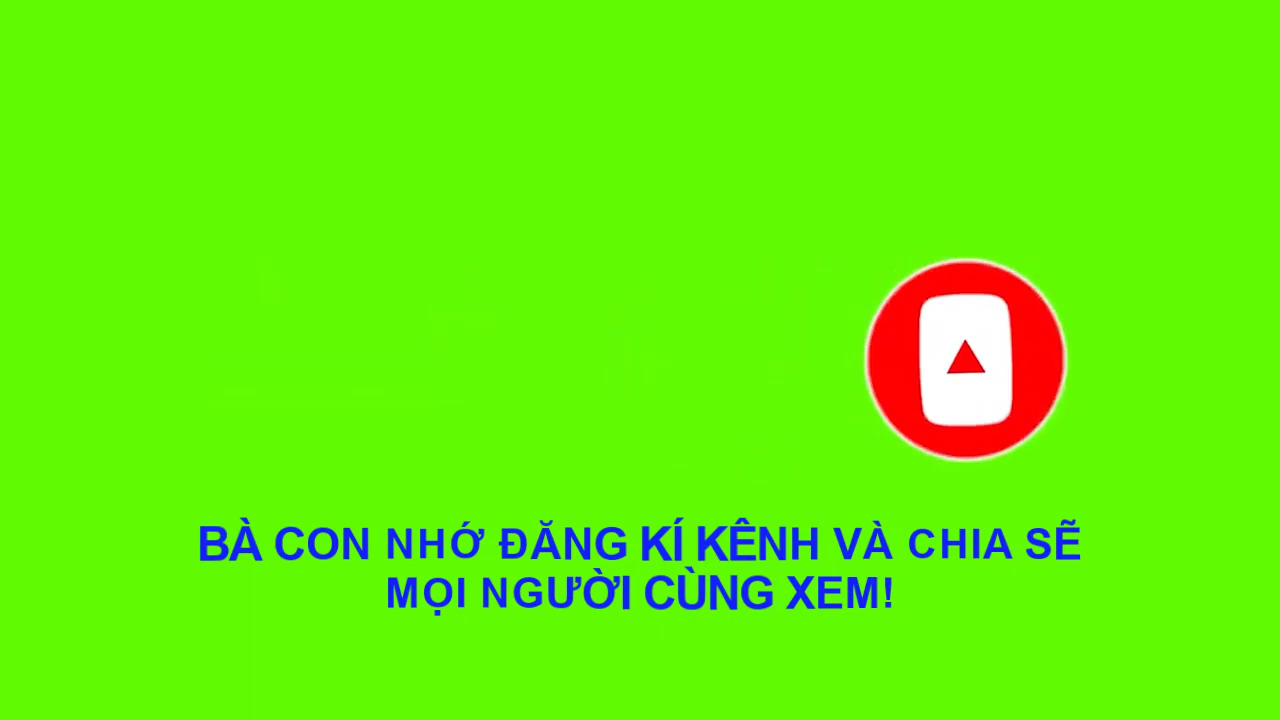 BÀ CON NHỚ ĐĂNG KÍ KÊNH VÀ CHIA SẼ
MỌI NGƯỜI CÙNG XEM!